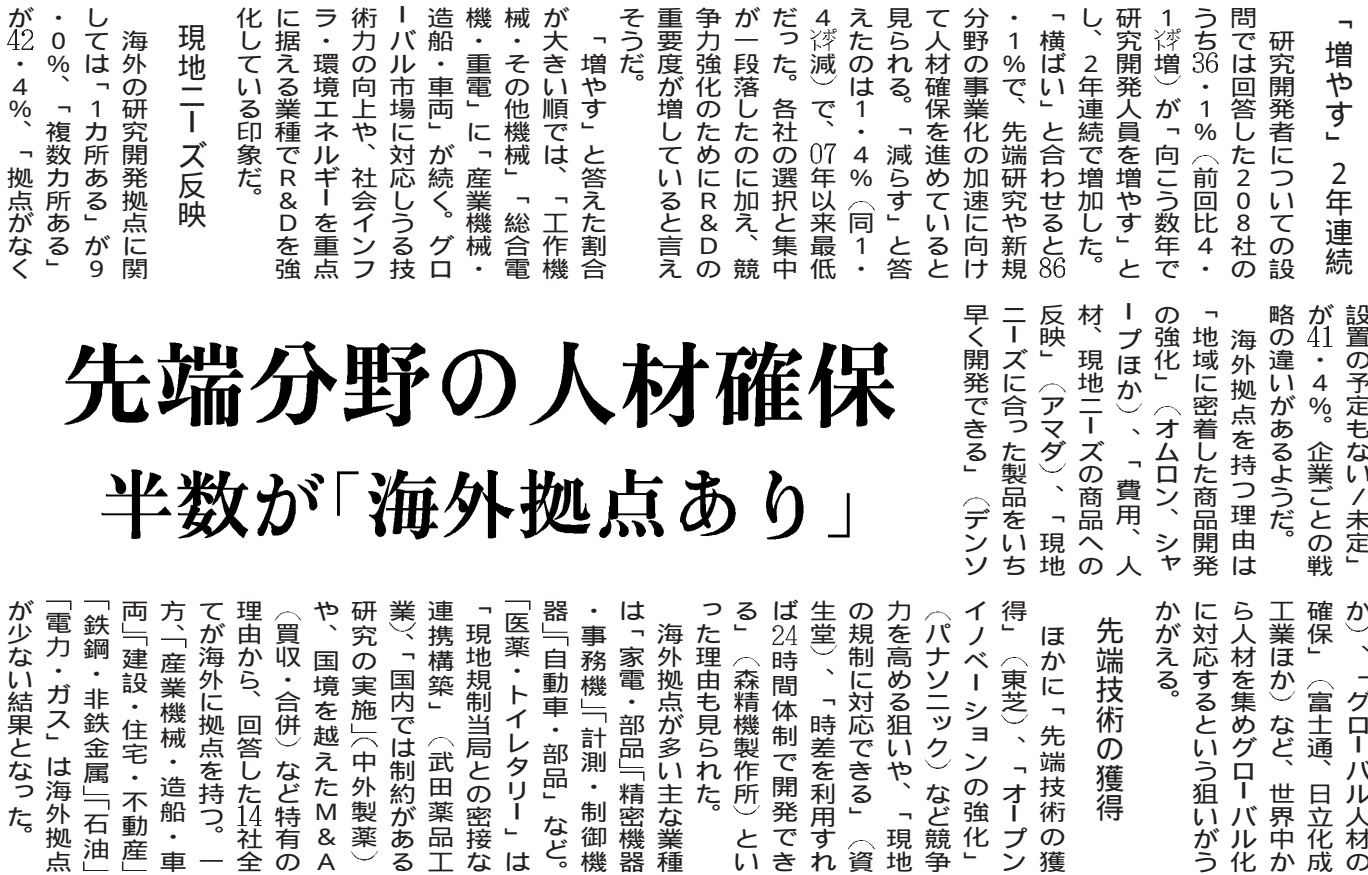 「増やす」２年連続
研究開発者についての設
問では回答した２０８社の
うち36・１％（前回比４・
１ポイント増）が「向こう数年で
研究開発人員を増やす」と
し、２年連続で増加した。
「横ばい」と合わせると86
・１％で、先端研究や新規
分野の事業化の加速に向け
て人材確保を進めていると
見られる。「減らす」と答
えたのは１・４％（同１・
４ポイント減）で、07年以来最低
だった。各社の選択と集中
が一段落したのに加え、競
争力強化のためにＲ＆Ｄの
重要度が増していると言え
そうだ。
「増やす」と答えた割合
が大きい順では、「工作機
械・その他機械」「総合電
機・重電」に「産業機械・
造船・車両」が続く。グロ
ーバル市場に対応しうる技
術力の向上や、社会インフ
ラ・環境エネルギーを重点
に据える業種でＲ＆Ｄを強
化している印象だ。
現地ニーズ反映
海外の研究開発拠点に関
しては「１カ所ある」が９
・０％、「複数カ所ある」
が42・４％、「拠点がなく
設置の予定もない／未定」
が41・４％。企業ごとの戦
略の違いがあるようだ。
海外拠点を持つ理由は
「地域に密着した商品開発
の強化」（オムロン、シャ
ープほか）、「費用、人
材、現地ニーズの商品への
反映」（アマダ）、「現地
ニーズに合った製品をいち
早く開発できる」（デンソ
先端分野の人材確保
半数が「海外拠点あり」
か）、「グローバル人材の
確保」（富士通、日立化成
工業ほか）など、世界中か
ら人材を集めグローバル化
に対応するという狙いがう
かがえる。
先端技術の獲得
ほかに「先端技術の獲
得」（東芝）、「オープン
イノベーションの強化」
（パナソニック）など競争
力を高める狙いや、「現地
の規制に対応できる」（資
生堂）、「時差を利用すれ
ば24時間体制で開発でき
る」（森精機製作所）とい
った理由も見られた。
海外拠点が多い主な業種
は「家電・部品」「精密機器
・事務機」「計測・制御機
器」「自動車・部品」など。
「医薬・トイレタリー」は
「現地規制当局との密接な
連携構築」（武田薬品工
業）、「国内では制約がある
研究の実施」（中外製薬）
や、国境を越えたＭ＆Ａ
（買収・合併）など特有の
理由から、回答した14社全
てが海外に拠点を持つ。一
方、「産業機械・造船・車
両」「建設・住宅・不動産」
「鉄鋼・非鉄金属」「石油」
「電力・ガス」は海外拠点
が少ない結果となった。